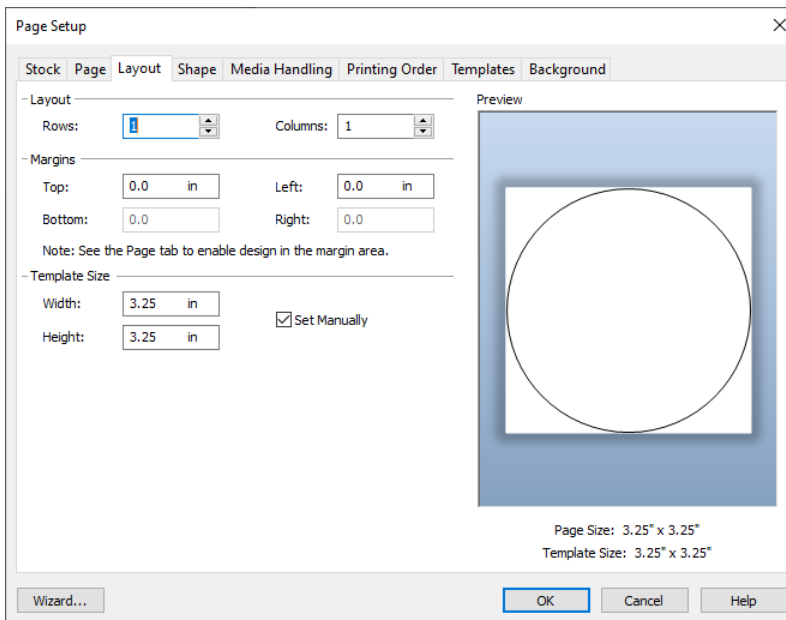 Page Setup
Stock Page Layout Shape Media Handling Printing Order Templates Background
Layout
Rows: 1 Columns: 1
Margins
Top: 0.0 in Left: 0.0 in
Bottom: 0.0 Right: 0.0
Note: See the Page tab to enable design in the margin area.
Template Size
Width: 3.25 in
Set Manually
Height: 3.25 in
Preview
Page Size: 3.25" x 3.25"
Template Size: 3.25" x 3.25"
Wizard... OK Cancel Help